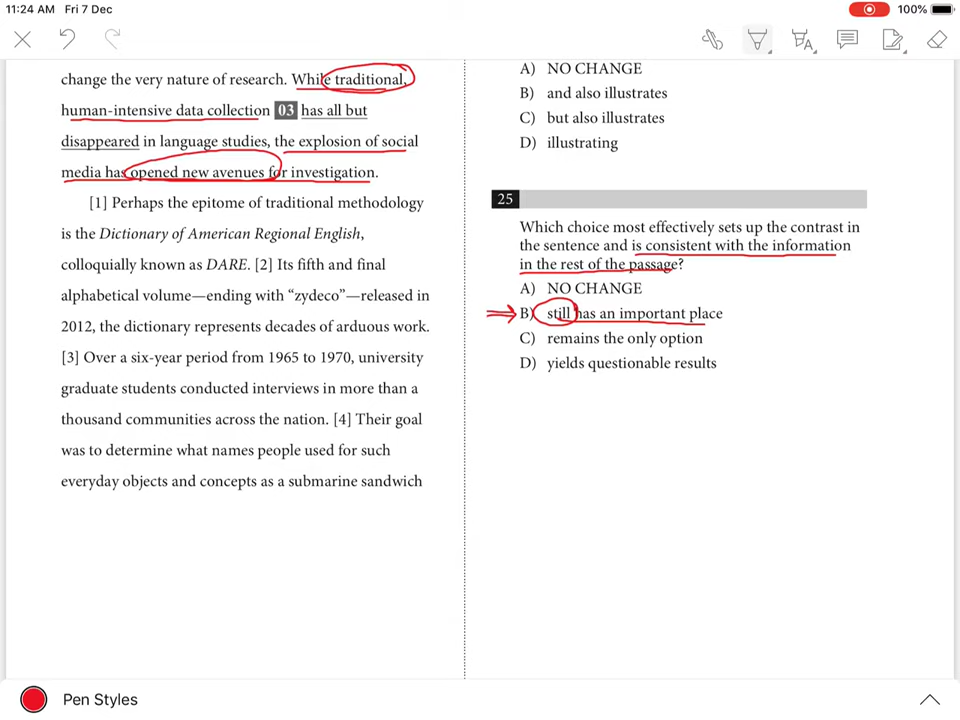 11:24 AM Fri 7 Dec
100%
change the very nature of research. While traditional,
human-intensive data collection 03 has all but
disappeared in language studies, the explosion of social
media has opened new avenues for investigation.
[1] Perhaps the epitome of traditional methodology
is the Dictionary of American Regional English,
colloquially known as DARE. [2] Its fifth and final
alphabetical volume—ending with “zydeco”—released in
2012, the dictionary represents decades of arduous work.
[3] Over a six-year period from 1965 to 1970, university
graduate students conducted interviews in more than a
thousand communities across the nation. [4] Their goal
was to determine what names people used for such
everyday objects and concepts as a submarine sandwich
A) NO CHANGE
B) and also illustrates
C) but also illustrates
D) illustrating
25
Which choice most effectively sets up the contrast in
the sentence and is consistent with the information
in the rest of the passage?
A) NO CHANGE
B) still has an important place
C) remains the only option
D) yields questionable results
Pen Styles